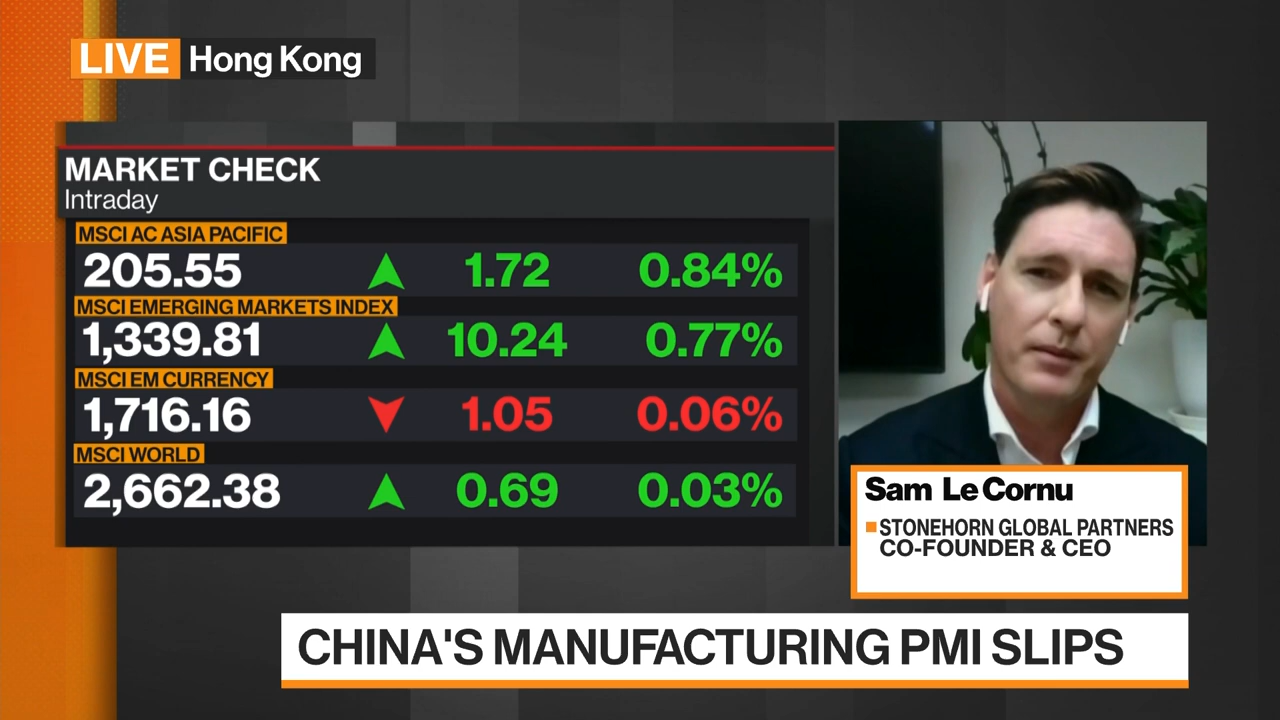 LIVE Hong Kong
MARKET CHECK
Intraday
MSCI AC ASIA PACIFIC
205.55 1.72 0.84%
MSCI EMERGING MARKETS INDEX
1,339.81 10.24 0.77%
MSCI EM CURRENCY
1,716.16 1.05 0.06%
MSCI WORLD
2,662.38 0.69 0.03%
Sam Le Cornu
STONEHORN GLOBAL PARTNERS
CO-FOUNDER & CEO
CHINA'S MANUFACTURING PMI SLIPS